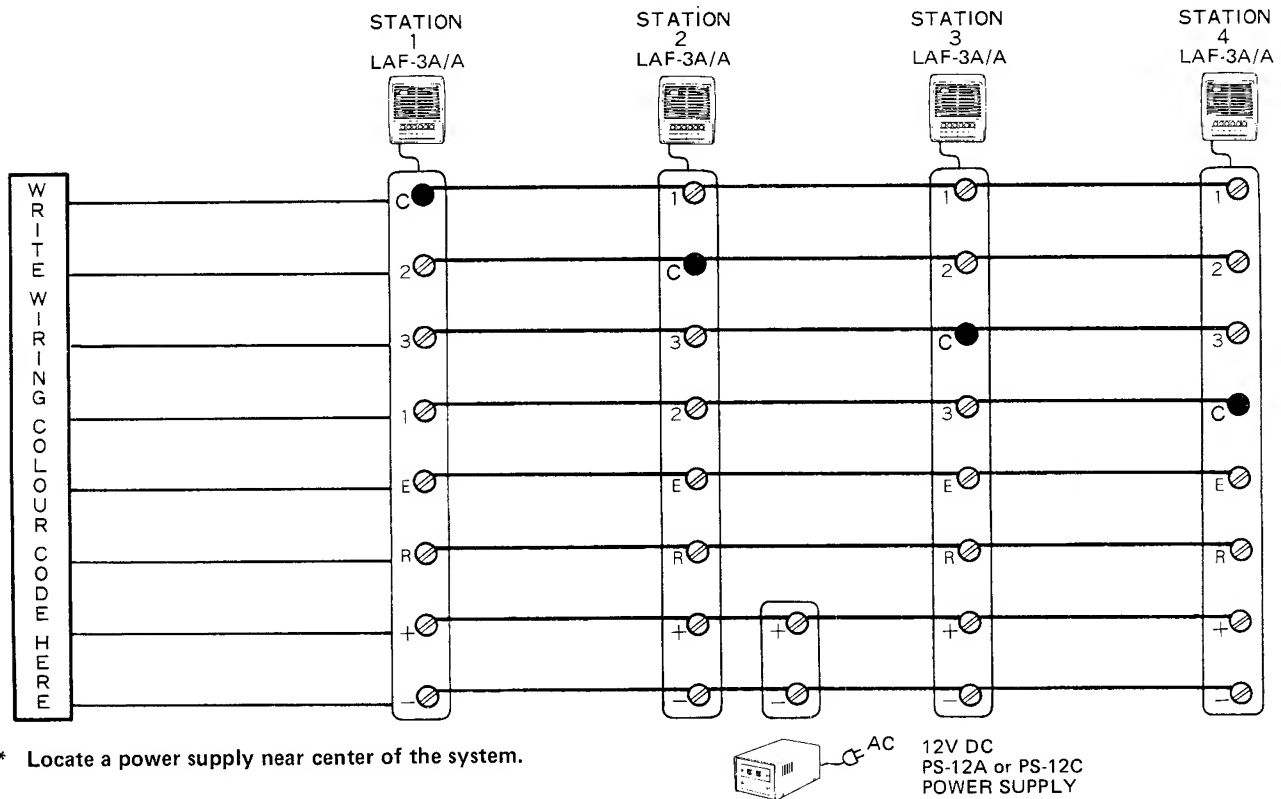 STATION
1
LAF-3A/A
STATION
2
LAF-3A/A
STATION
3
LAF-3A/A
STATION
4
LAF-3A/A
WRITE WIRING COLOUR CODE HERE
C 1 1 1
2 C 2 2
3 3 C 3
1 2 3 C
E E E E
R R R R
+ + + + +
– – – – –
* Locate a power supply near center of the system.
AC
12V DC
PS-12A or PS-12C
POWER SUPPLY